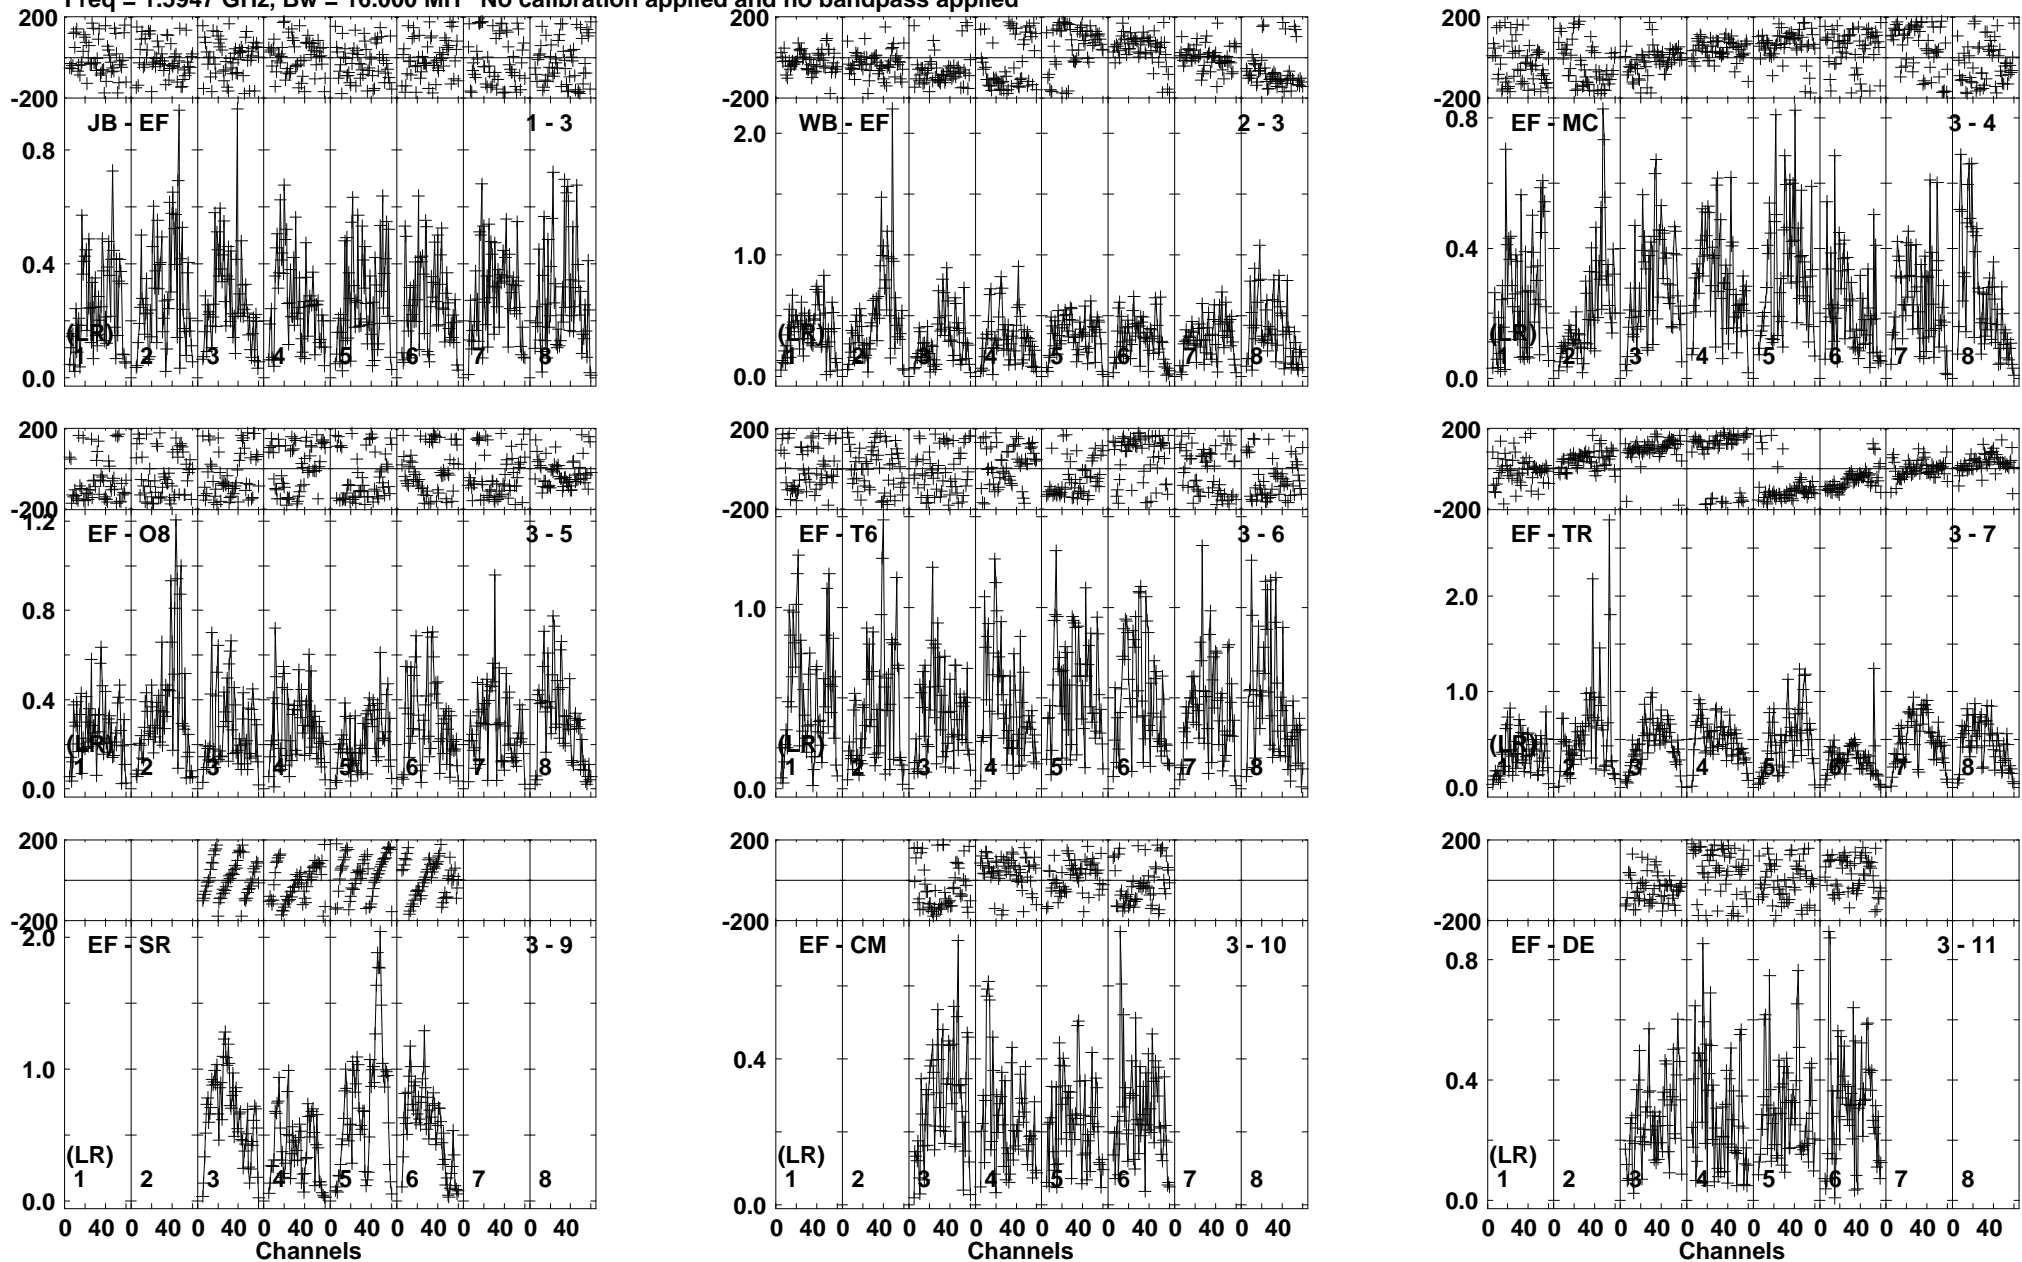 Freq = 1.5947 GHz, Bw = 16.000 MH No calibration applied and no bandpass applied
200
-200
JB - EF 1 - 3
0.8
0.4
0.0
(LR)
1 2 3 4 5 6 7 8
200
-200
WB - EF 2 - 3
2.0
1.0
0.0
(LR)
1 2 3 4 5 6 7 8
200
-200
EF - MC 3 - 4
0.8
0.4
0.0
(LR)
1 2 3 4 5 6 7 8
200
-200
1.2
EF - O8 3 - 5
0.8
0.4
0.0
(LR)
1 2 3 4 5 6 7 8
200
-200
EF - T6 3 - 6
1.0
0.0
(LR)
1 2 3 4 5 6 7 8
200
-200
EF - TR 3 - 7
2.0
1.0
0.0
(LR)
1 2 3 4 5 6 7 8
200
-200
2.0
EF - SR 3 - 9
1.0
0.0
(LR)
1 2 3 4 5 6 7 8
0 40 0 40 0 40 0 40 0 40 0 40 0 40 0 40
Channels
200
-200
EF - CM 3 - 10
0.4
0.0
(LR)
1 2 3 4 5 6 7 8
0 40 0 40 0 40 0 40 0 40 0 40 0 40 0 40
Channels
200
-200
EF - DE 3 - 11
0.8
0.4
0.0
(LR)
1 2 3 4 5 6 7 8
0 40 0 40 0 40 0 40 0 40 0 40 0 40 0 40
Channels